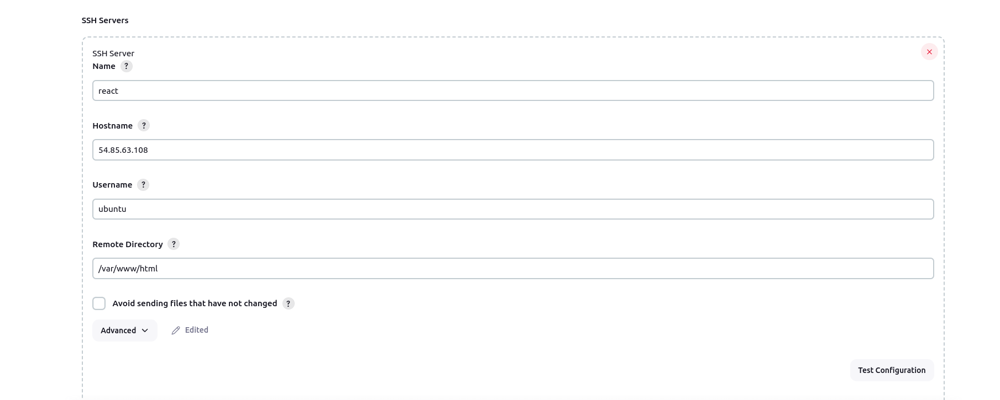 SSH Servers
SSH Server
Name ?
react
Hostname ?
54.85.63.108
Username ?
ubuntu
Remote Directory ?
/var/www/html
Avoid sending files that have not changed ?
Advanced Edited
Test Configuration